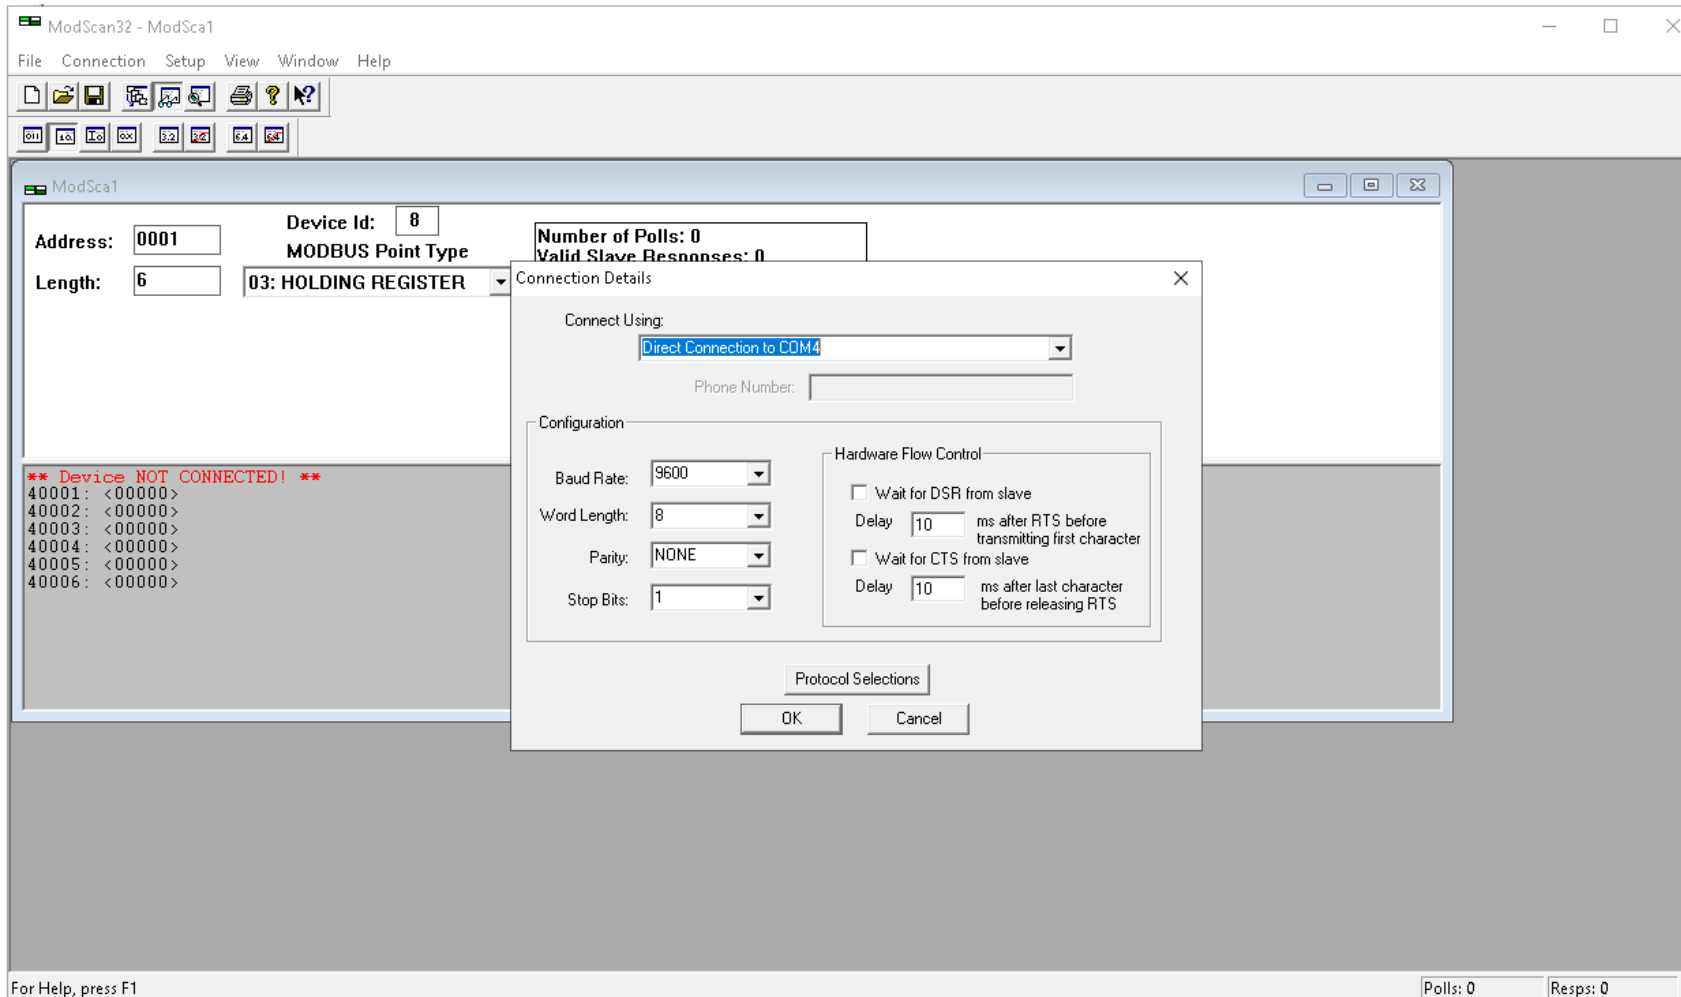 ModScan32 - ModSca1
File Connection Setup View Window Help
ModSca1
Address: 0001
Device Id: 8
MODBUS Point Type
Length: 6
03: HOLDING REGISTER
Number of Polls: 0
Valid Slave Responses: 0
** Device NOT CONNECTED! **
40001: <00000>
40002: <00000>
40003: <00000>
40004: <00000>
40005: <00000>
40006: <00000>
Connection Details
Connect Using:
Direct Connection to COM4
Phone Number:
Configuration
Baud Rate: 9600
Word Length: 8
Parity: NONE
Stop Bits: 1
Hardware Flow Control
Wait for DSR from slave
Delay 10 ms after RTS before
transmitting first character
Wait for CTS from slave
Delay 10 ms after last character
before releasing RTS
Protocol Selections
OK Cancel
For Help, press F1
Polls: 0
Resps: 0